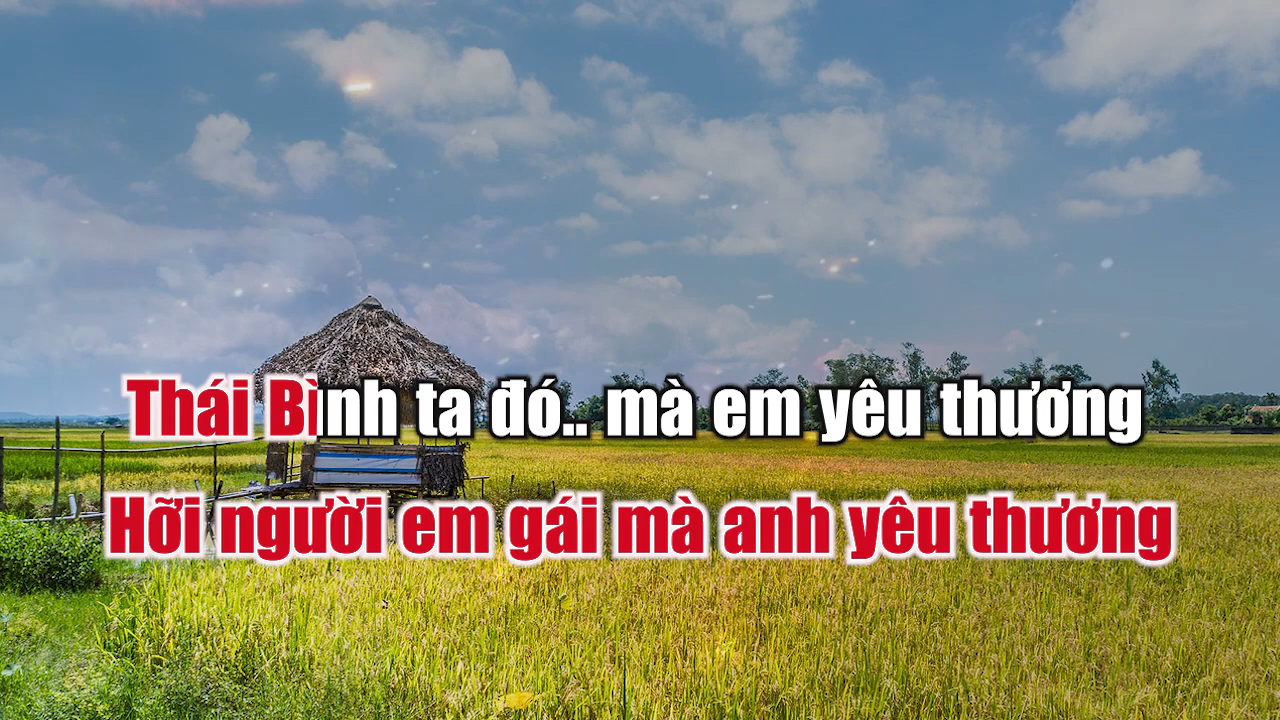 Thái Bình ta đó.. mà em yêu thương
Hỡi người em gái mà anh yêu thương